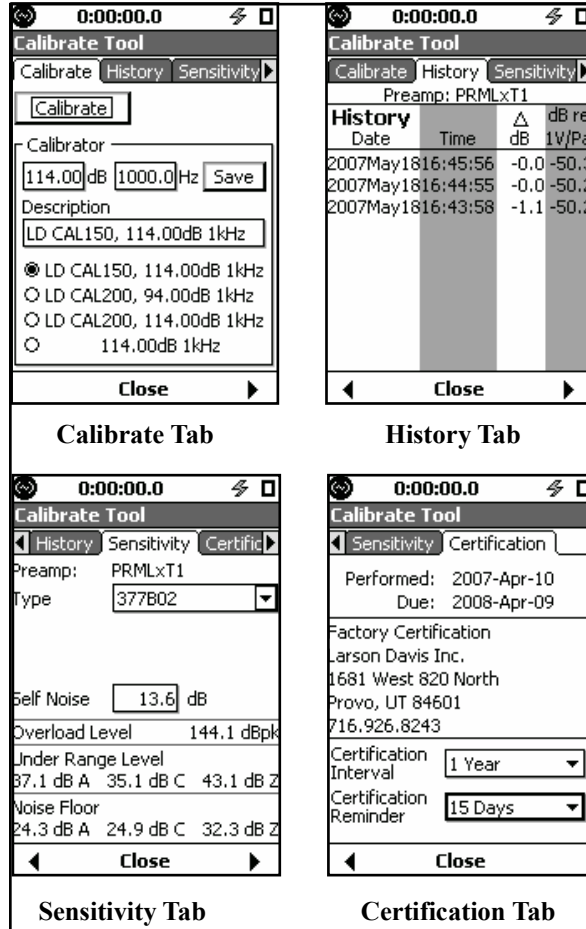 0:00:00.0
Calibrate Tool
Calibrate History Sensitivity
Calibrate
Calibrator
114.00 dB 1000.0 Hz Save
Description
LD CAL150, 114.00dB 1kHz
LD CAL150, 114.00dB 1kHz
LD CAL200, 94.00dB 1kHz
LD CAL200, 114.00dB 1kHz
114.00dB 1kHz
Close
Calibrate Tab
0:00:00.0
Calibrate Tool
Calibrate History Sensitivity
Preamp: PRMLxT1
History Δ dB re
Date Time dB 1V/Pa
2007May18 16:45:56 -0.0 -50.
2007May18 16:44:55 -0.0 -50.2
2007May18 16:43:58 -1.1 -50.2
Close
History Tab
0:00:00.0
Calibrate Tool
History Sensitivity Certific
Preamp: PRMLxT1
Type 377B02
Self Noise 13.6 dB
Overload Level 144.1 dBpk
Under Range Level
37.1 dB A 35.1 dB C 43.1 dB Z
Noise Floor
24.3 dB A 24.9 dB C 32.3 dB Z
Close
Sensitivity Tab
0:00:00.0
Calibrate Tool
Sensitivity Certification
Performed: 2007-Apr-10
Due: 2008-Apr-09
Factory Certification
Larson Davis Inc.
1681 West 820 North
Provo, UT 84601
716.926.8243
Certification
Interval 1 Year
Certification
Reminder 15 Days
Close
Certification Tab